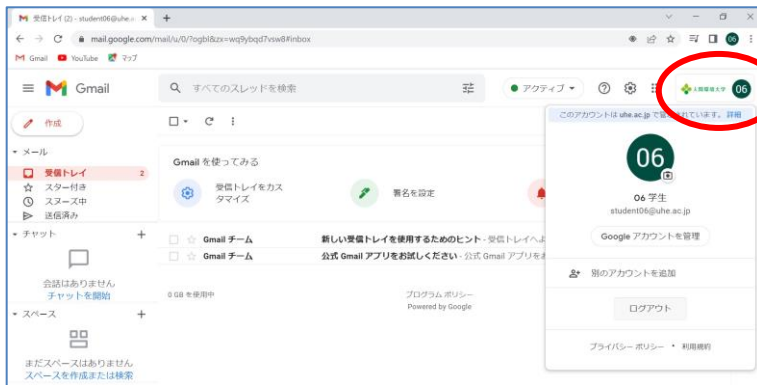 受信トレイ (2) - student06@uhe.a
mail.google.com/mail/u/0/?ogbl&zx=wq9ybqd7vsw8#inbox
06
Gmail
YouTube
マップ
Gmail
すべてのスレッドを検索
アクティブ
人間環境大学
06
作成
このアカウントは uhe.ac.jp で管理されています。 詳細
メール
受信トレイ 2
スター付き
スヌーズ中
送信済み
Gmail を使ってみる
受信トレイをカス
タマイズ
署名を設定
06
06 学生
student06@uhe.ac.jp
Google アカウントを管理
チャット
会話はありません
チャットを開始
Gmail チーム
新しい受信トレイを使用するためのヒント - 受信トレイへよ
Gmail チーム
公式 Gmail アプリをお試しください - 公式 Gmail アプリをお
別のアカウントを追加
ログアウト
プライバシー ポリシー • 利用規約
0 GB を使用中
プログラム ポリシー
Powered by Google
スペース
まだスペースはありません
スペースを作成または検索